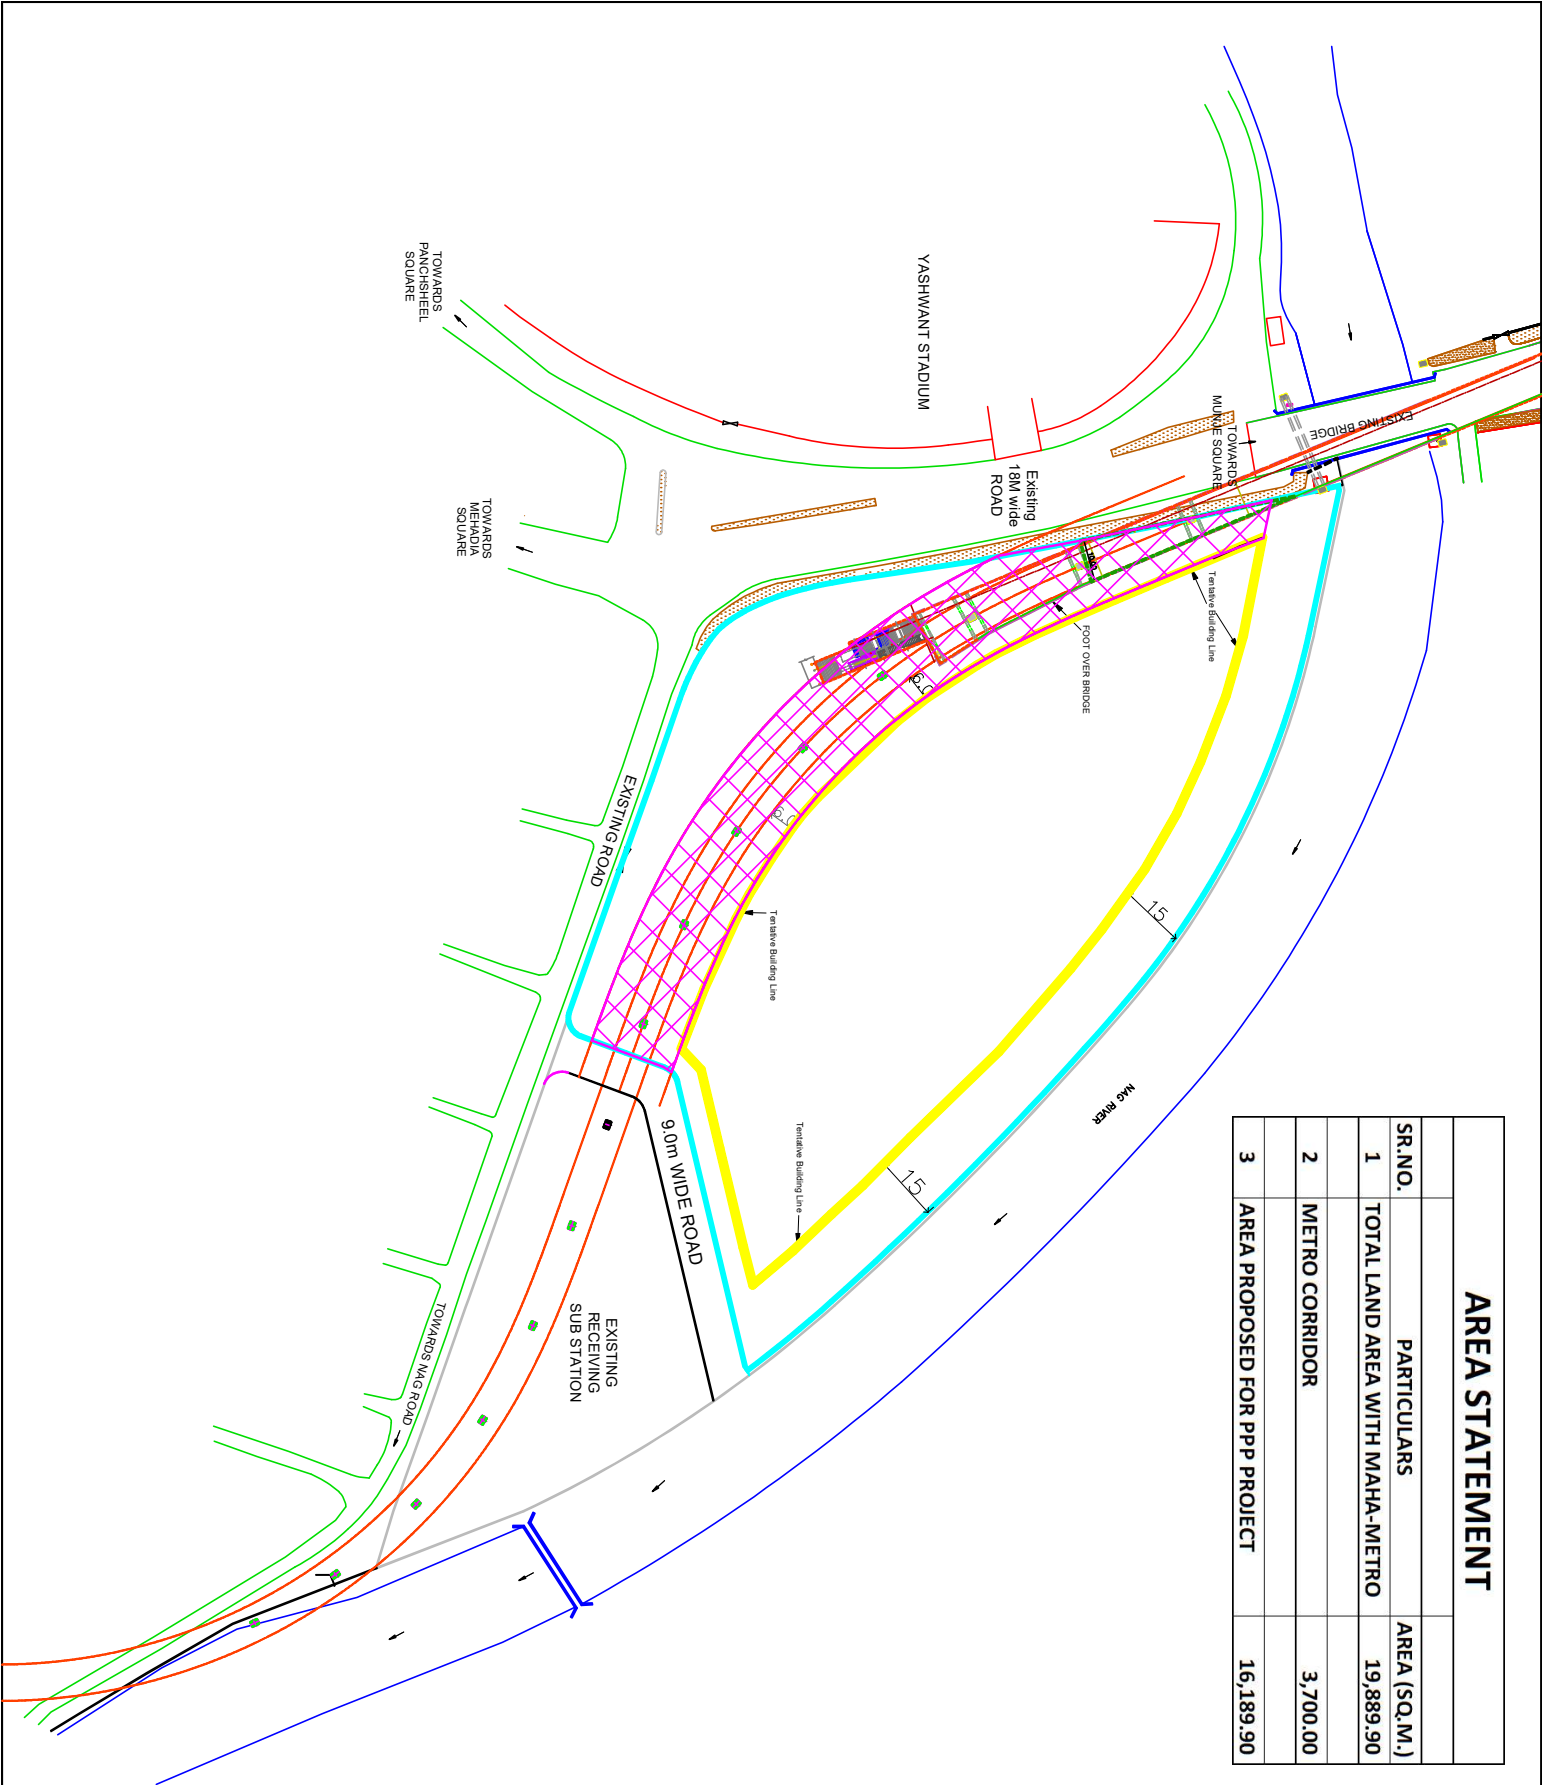 AREA STATEMENT
SR.NO. PARTICULARS AREA (SQ.M.)
1 TOTAL LAND AREA WITH MAHA-METRO 19,889.90
2 METRO CORRIDOR 3,700.00
3 AREA PROPOSED FOR PPP PROJECT 16,189.90
EXISTING BRIDGE
TOWARDS
MUNJE SQUARE
YASHWANT STADIUM
Existing
18M wide
ROAD
TOWARDS
PANCHSHEEL
SQUARE
TOWARDS
MEHADIA
SQUARE
Tentative Building Line
FOOT OVER BRIDGE
6.0
6.0
EXISTING ROAD
Tentative Building Line
15
NAG RIVER
15
Tentative Building Line
9.0m WIDE ROAD
EXISTING
RECEIVING
SUB STATION
TOWARDS NAG ROAD